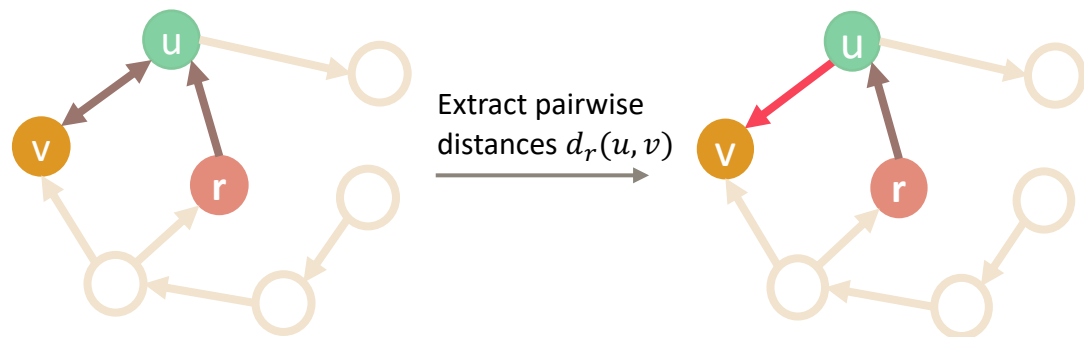 u
v
r
Extract pairwise
distances d_r(u, v)
u
v
r